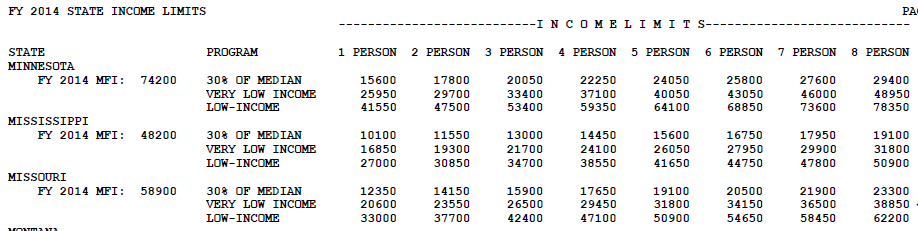 FY 2014 STATE INCOME LIMITS PA
---------------------------I N C O M E L I M I T S----------------------------
STATE PROGRAM 1 PERSON 2 PERSON 3 PERSON 4 PERSON 5 PERSON 6 PERSON 7 PERSON 8 PERSON
MINNESOTA
FY 2014 MFI: 74200 30% OF MEDIAN 15600 17800 20050 22250 24050 25800 27600 29400
VERY LOW INCOME 25950 29700 33400 37100 40050 43050 46000 48950
LOW-INCOME 41550 47500 53400 59350 64100 68850 73600 78350
MISSISSIPPI
FY 2014 MFI: 48200 30% OF MEDIAN 10100 11550 13000 14450 15600 16750 17950 19100
VERY LOW INCOME 16850 19300 21700 24100 26050 27950 29900 31800
LOW-INCOME 27000 30850 34700 38550 41650 44750 47800 50900
MISSOURI
FY 2014 MFI: 58900 30% OF MEDIAN 12350 14150 15900 17650 19100 20500 21900 23300
VERY LOW INCOME 20600 23550 26500 29450 31800 34150 36500 38850
LOW-INCOME 33000 37700 42400 47100 50900 54650 58450 62200